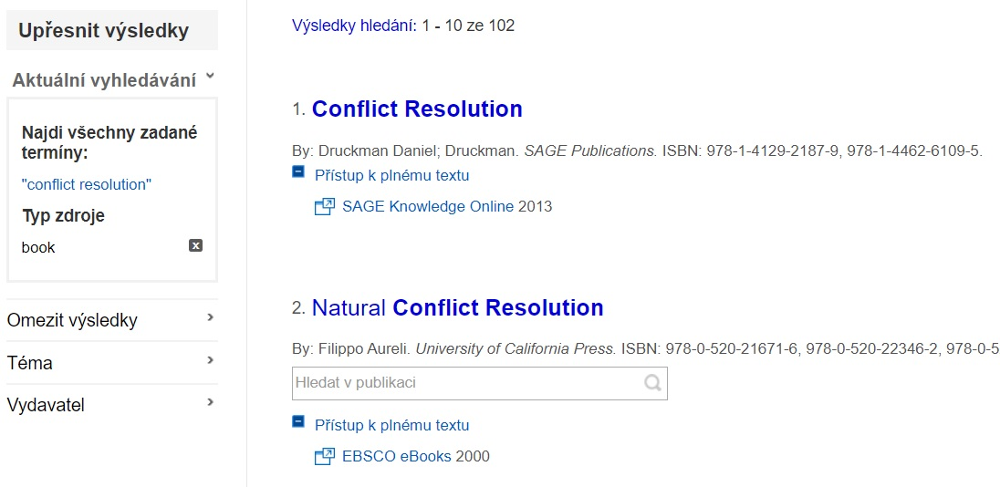 Upřesnit výsledky
Aktuální vyhledávání
Najdi všechny zadané
termíny:
"conflict resolution"
Typ zdroje
book
x
Omezit výsledky
Téma
Vydavatel
Výsledky hledání: 1 - 10 ze 102
1. Conflict Resolution
By: Druckman Daniel; Druckman. SAGE Publications. ISBN: 978-1-4129-2187-9, 978-1-4462-6109-5.
Přístup k plnému textu
SAGE Knowledge Online 2013
2. Natural Conflict Resolution
By: Filippo Aureli. University of California Press. ISBN: 978-0-520-21671-6, 978-0-520-22346-2, 978-0-5
Hledat v publikaci
Přístup k plnému textu
EBSCO eBooks 2000